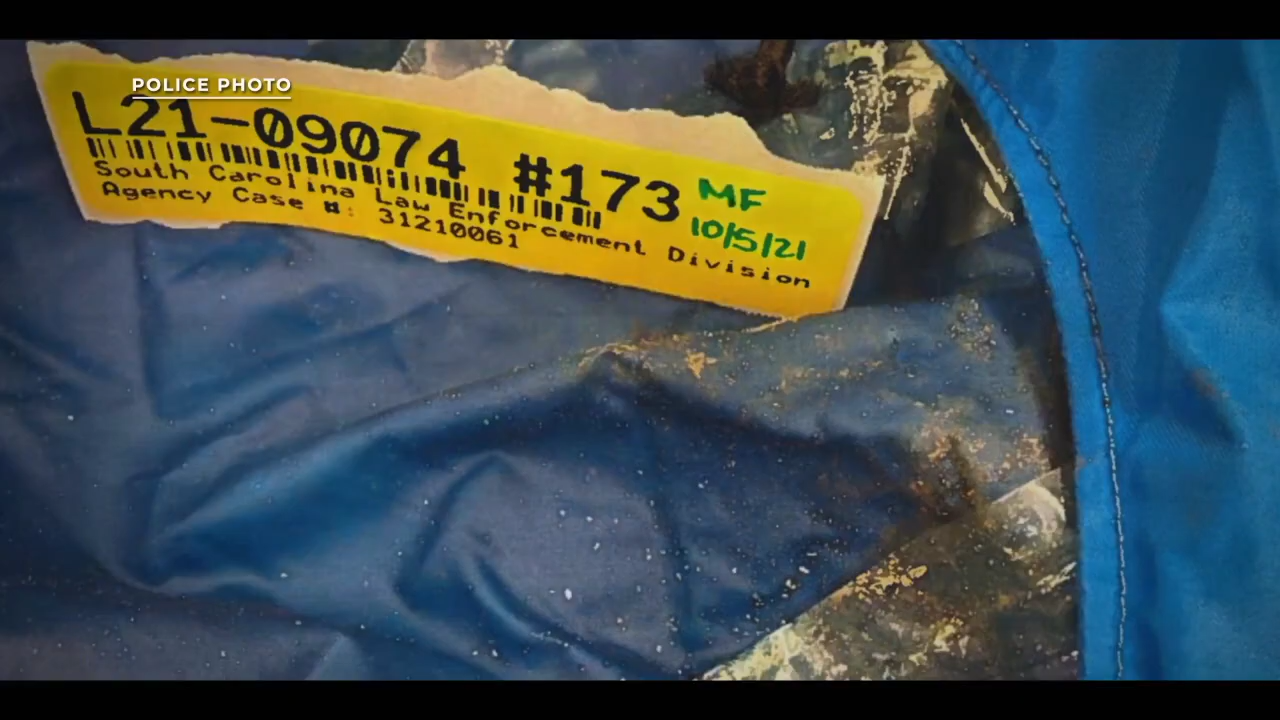 POLICE PHOTO
L21-09074 #173
MF
10/5/21
South Carolina Law Enforcement Division
Agency Case #: 31210061